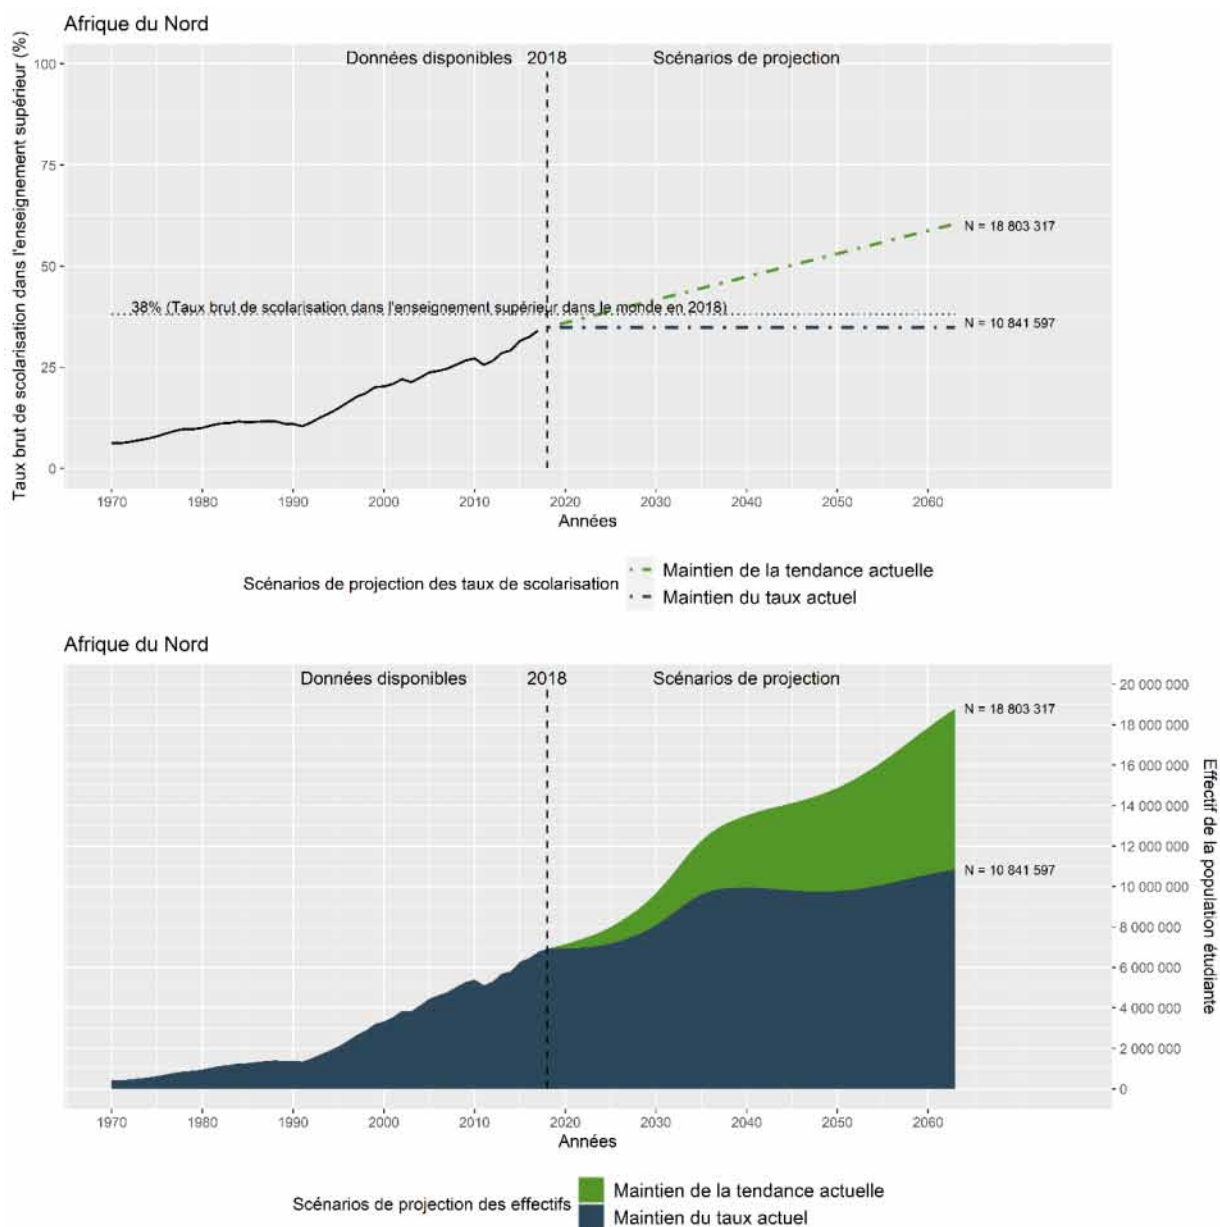 Afrique du Nord
Données disponibles 2018 Scénarios de projection
Taux brut de scolarisation dans l'enseignement supérieur (%)
100
75
50
25
0
N = 18 803 317
38% (Taux brut de scolarisation dans l'enseignement supérieur dans le monde en 2018)
N = 10 841 597
1970 1980 1990 2000 2010 2020 2030 2040 2050 2060
Années
Scénarios de projection des taux de scolarisation
Maintien de la tendance actuelle
Maintien du taux actuel
Afrique du Nord
Données disponibles 2018 Scénarios de projection
20 000 000
N = 18 803 317
18 000 000
16 000 000
14 000 000
12 000 000
N = 10 841 597
10 000 000
8 000 000
6 000 000
4 000 000
2 000 000
0
Effectif de la population étudiante
1970 1980 1990 2000 2010 2020 2030 2040 2050 2060
Années
Scénarios de projection des effectifs
Maintien de la tendance actuelle
Maintien du taux actuel